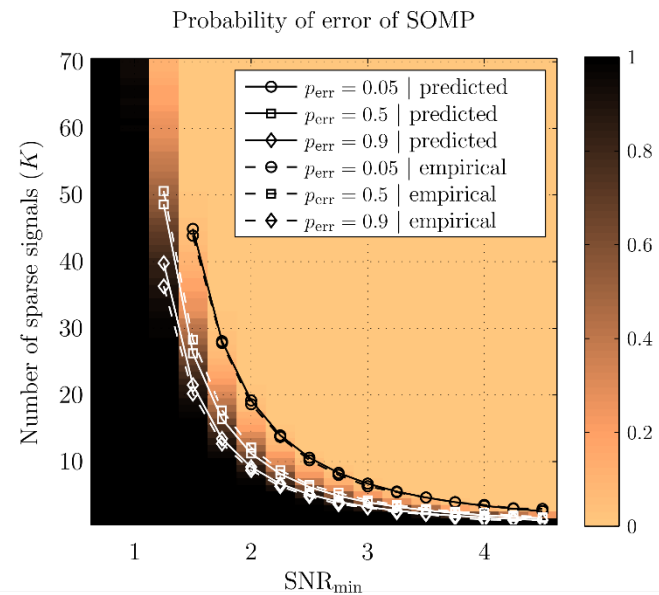 Probability of error of SOMP
Number of sparse signals (K)
70
60
50
40
30
20
10
p_err = 0.05 | predicted
p_err = 0.5 | predicted
p_err = 0.9 | predicted
p_err = 0.05 | empirical
p_err = 0.5 | empirical
p_err = 0.9 | empirical
1
0.8
0.6
0.4
0.2
0
1 2 3 4
SNR_min